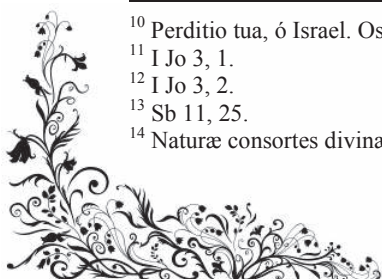 10 Perditio tua, ó Israel. Os
11 I Jo 3, 1.
12 I Jo 3, 2.
13 Sb 11, 25.
14 Naturæ consortes divina